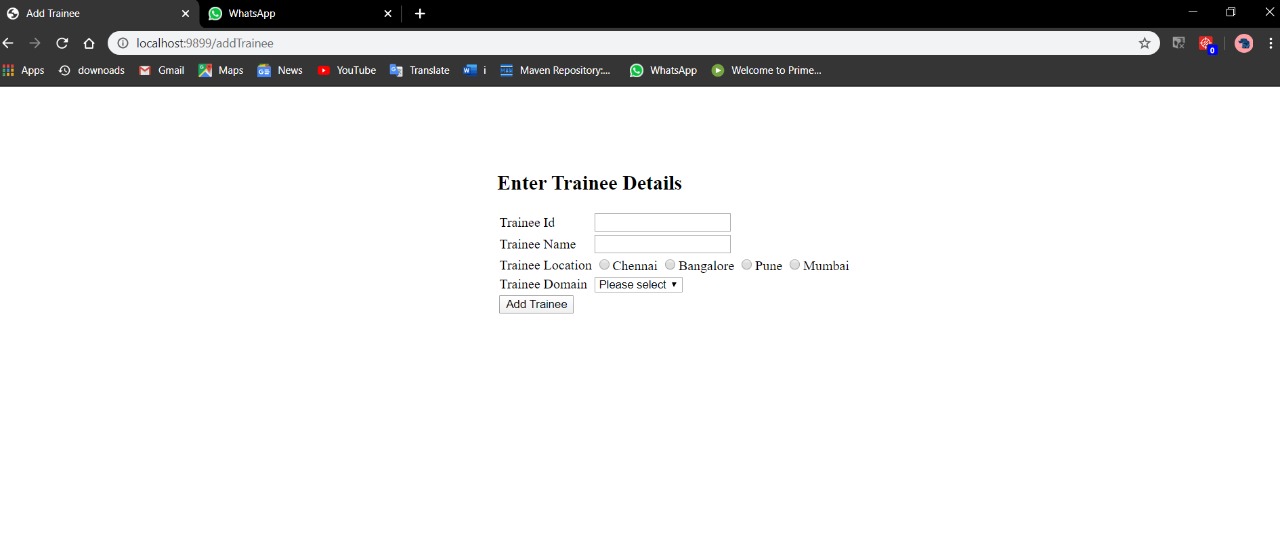 Add Trainee
WhatsApp
localhost:9899/addTrainee
0
Apps downoads Gmail Maps News YouTube Translate i Maven Repository:... WhatsApp Welcome to Prime...
Enter Trainee Details
Trainee Id
Trainee Name
Trainee Location Chennai Bangalore Pune Mumbai
Trainee Domain Please select
Add Trainee